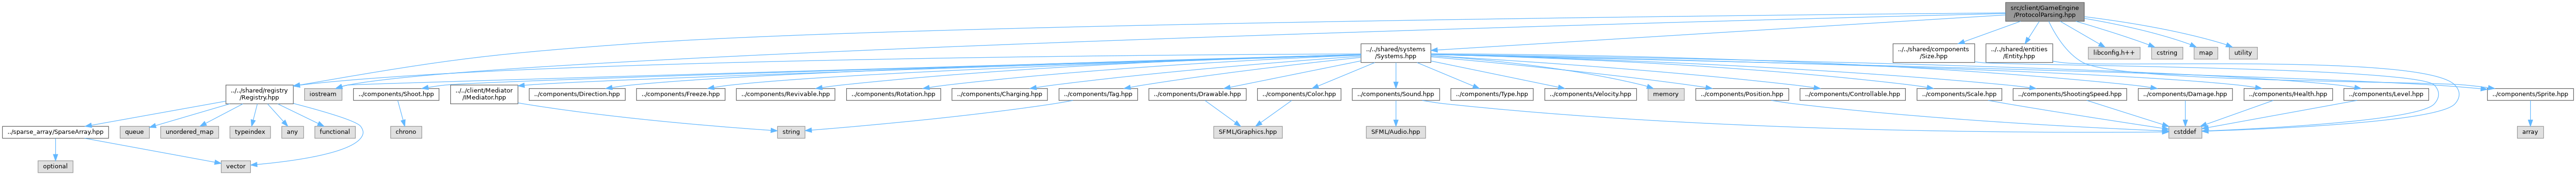 src/client/GameEngine
/ProtocolParsing.hpp
../../shared/systems
/Systems.hpp
../../shared/components
/Size.hpp
../../shared/entities
/Entity.hpp
libconfig.h++
cstring
map
utility
../../shared/registry
/Registry.hpp
iostream
../components/Shoot.hpp
../../client/Mediator
/IMediator.hpp
../components/Direction.hpp
../components/Freeze.hpp
../components/Revivable.hpp
../components/Rotation.hpp
../components/Charging.hpp
../components/Tag.hpp
../components/Drawable.hpp
../components/Color.hpp
../components/Sound.hpp
../components/Type.hpp
../components/Velocity.hpp
memory
../components/Position.hpp
../components/Controllable.hpp
../components/Scale.hpp
../components/ShootingSpeed.hpp
../components/Damage.hpp
../components/Health.hpp
../components/Level.hpp
../components/Sprite.hpp
../sparse_array/SparseArray.hpp
queue
unordered_map
typeindex
any
functional
chrono
string
SFML/Graphics.hpp
SFML/Audio.hpp
cstddef
array
optional
vector